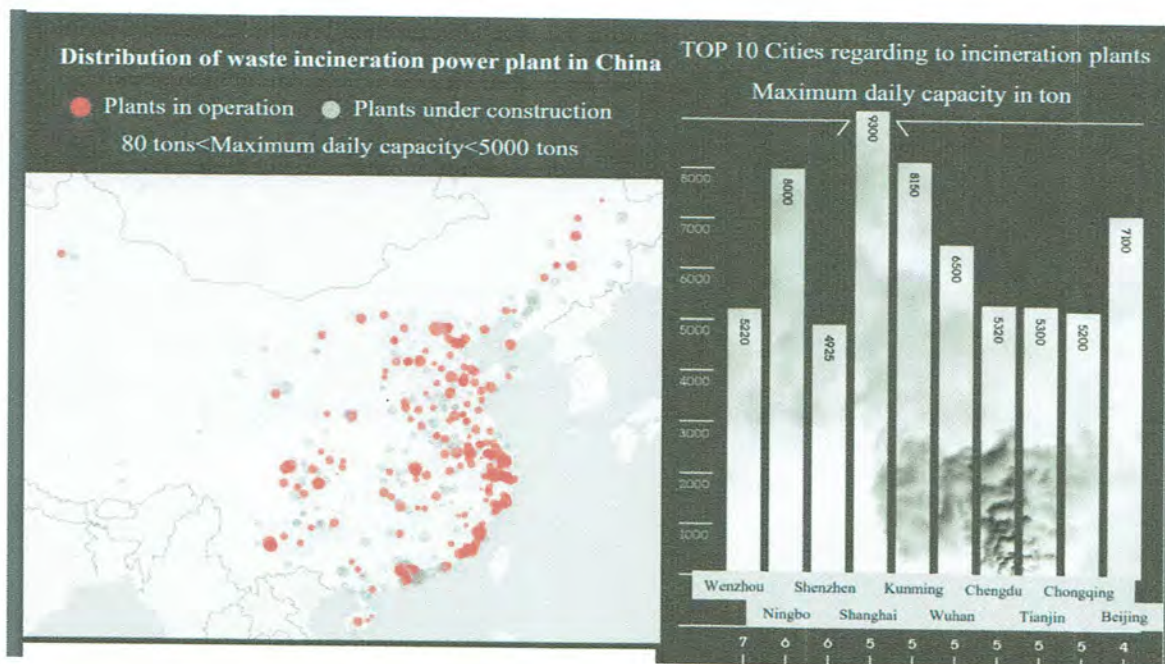 Distribution of waste incineration power plant in China
Plants in operation Plants under construction
80 tons<Maximum daily capacity<5000 tons
TOP 10 Cities regarding to incineration plants
Maximum daily capacity in ton
8000
7000
6000
5000
4000
3000
2000
1000
5220
8000
4925
9300
8150
6500
5320
5300
5200
7100
Wenzhou Shenzhen Kunming Chengdu Chongqing
Ningbo Shanghai Wuhan Tianjin Beijing
7 6 6 5 5 5 5 5 5 4